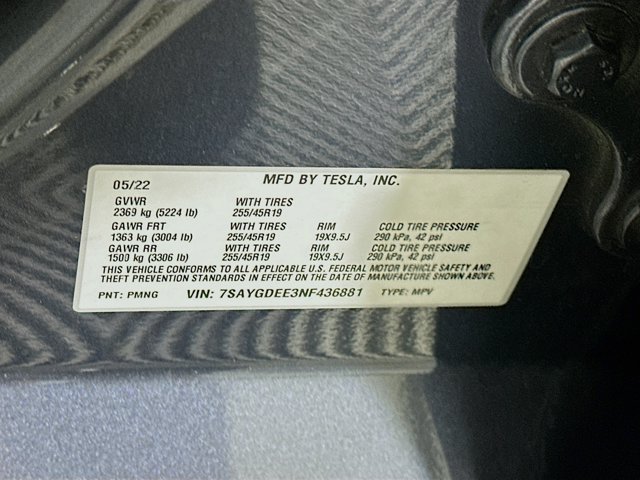 05/22 MFD BY TESLA, INC.
GVWR WITH TIRES
2369 kg (5224 lb) 255/45R19
GAWR FRT WITH TIRES RIM COLD TIRE PRESSURE
1363 kg (3004 lb) 255/45R19 19X9.5J 290 kPa, 42 psi
GAWR RR WITH TIRES RIM COLD TIRE PRESSURE
1500 kg (3306 lb) 255/45R19 19X9.5J 290 kPa, 42 psi
THIS VEHICLE CONFORMS TO ALL APPLICABLE U.S. FEDERAL MOTOR VEHICLE SAFETY AND
THEFT PREVENTION STANDARDS IN EFFECT ON THE DATE OF MANUFACTURE SHOWN ABOVE.
PNT: PMNG VIN: 7SAYGDEE3NF436881 TYPE: MPV